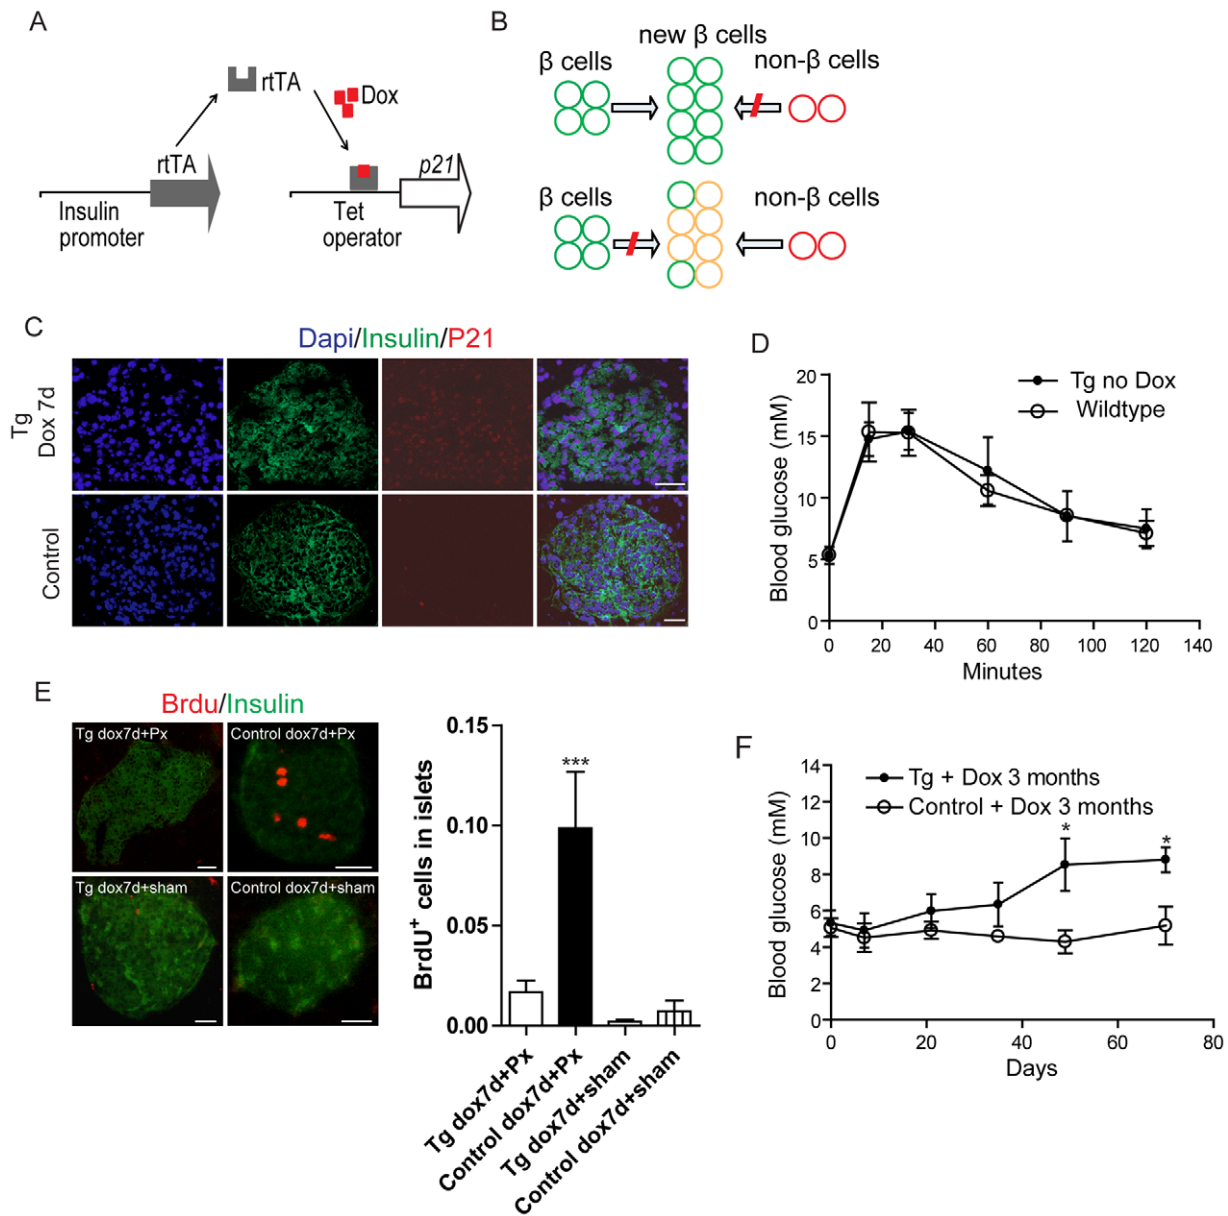 A
rtTA
Dox
rtTA
p21
Insulin
promoter
Tet
operator
B
new β cells
β cells
non-β cells
β cells
non-β cells
C
Dapi/Insulin/P21
Tg
Dox 7d
Control
D
20
15
10
5
0
Blood glucose (mM)
Tg no Dox
Wildtype
0 20 40 60 80 100 120 140
Minutes
E
Brdu/Insulin
Tg dox7d+Px
Control dox7d+Px
Tg dox7d+sham
Control dox7d+sham
0.15
0.10
0.05
0.00
BrdU+ cells in islets
***
Tg dox7d+Px
Control dox7d+Px
Tg dox7d+sham
Control dox7d+sham
F
14
12
10
8
6
4
2
0
Blood glucose (mM)
Tg + Dox 3 months
Control + Dox 3 months
*
*
0 20 40 60 80
Days